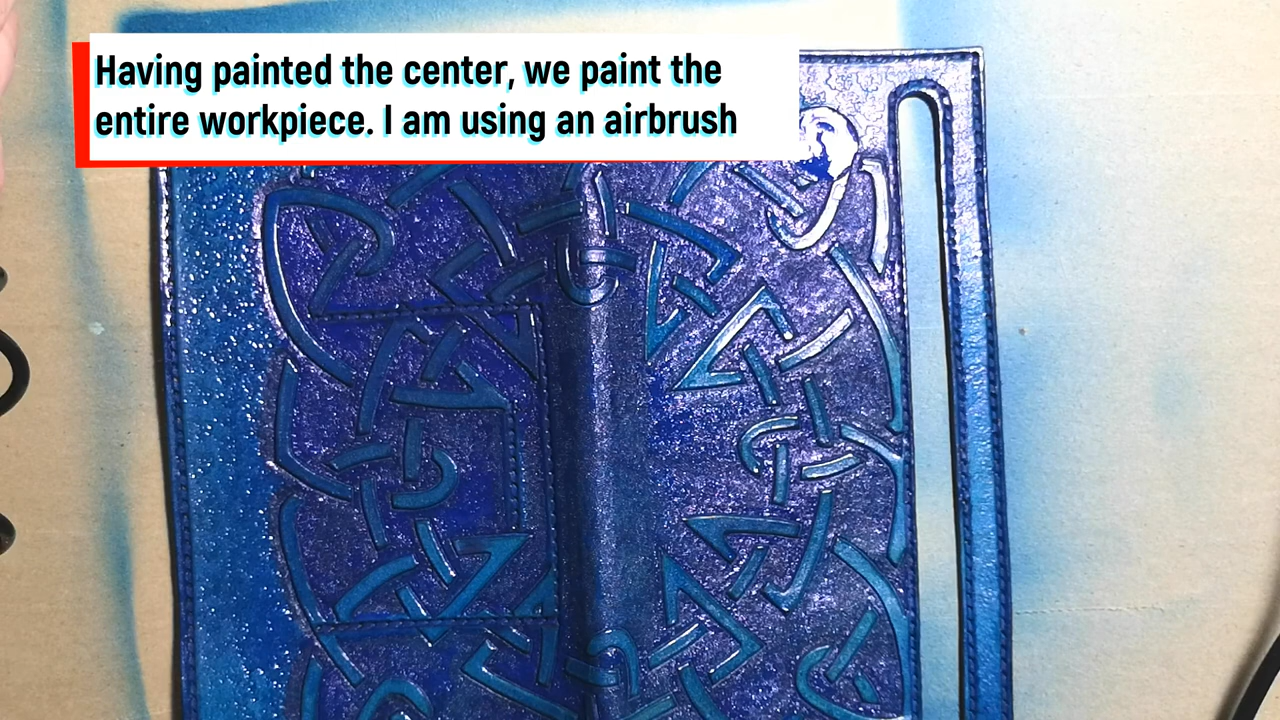 Having painted the center, we paint the
entire workpiece. I am using an airbrush